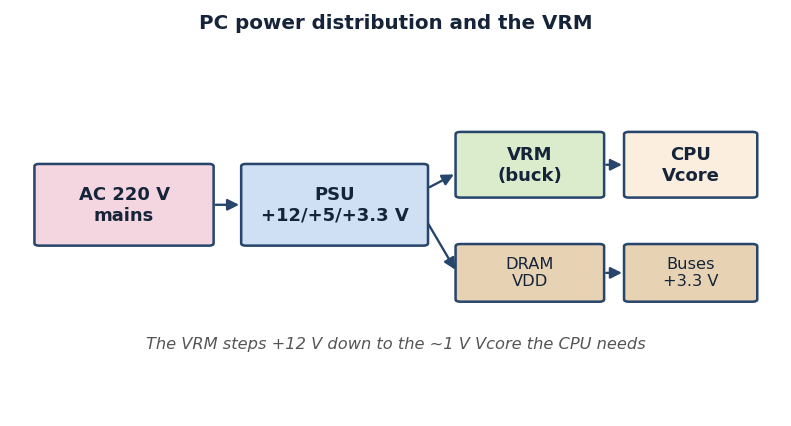 PC power distribution and the VRM
AC 220 V
mains
PSU
+12/+5/+3.3 V
VRM
(buck)
CPU
Vcore
DRAM
VDD
Buses
+3.3 V
The VRM steps +12 V down to the ~1 V Vcore the CPU needs